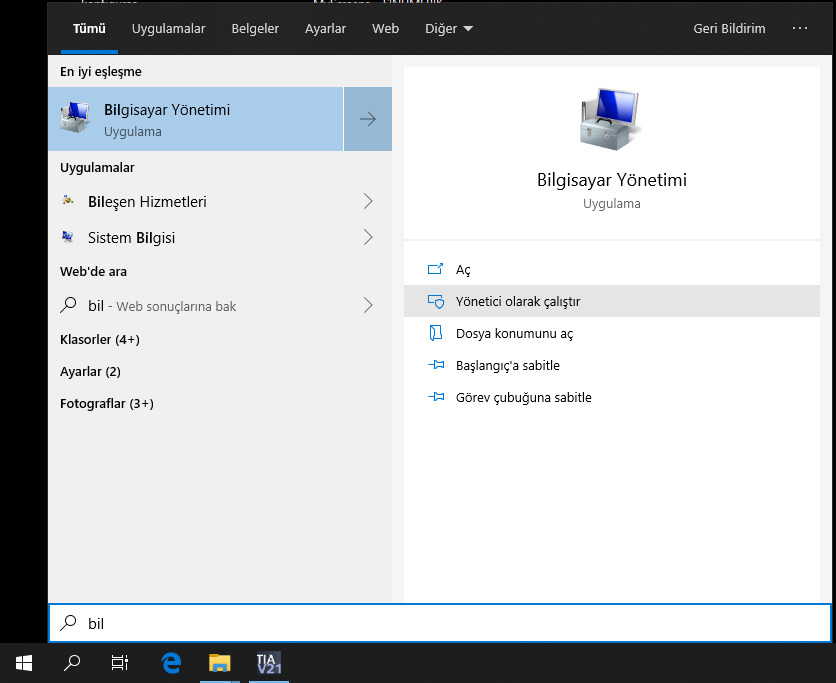 Tümü Uygulamalar Belgeler Ayarlar Web Diğer Geri Bildirim ...
En iyi eşleşme
Bilgisayar Yönetimi
Uygulama
Uygulamalar
Bileşen Hizmetleri
Sistem Bilgisi
Web'de ara
bil - Web sonuçlarına bak
Klasorler (4+)
Ayarlar (2)
Fotograflar (3+)
Bilgisayar Yönetimi
Uygulama
Aç
Yönetici olarak çalıştır
Dosya konumunu aç
Başlangıç'a sabitle
Görev çubuğuna sabitle
bil
TIA
V21